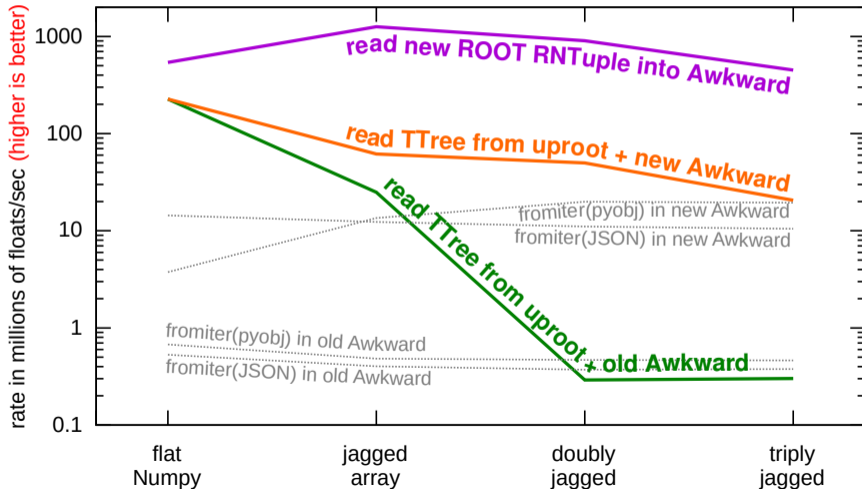 rate in millions of floats/sec (higher is better)
1000
100
10
1
0.1
read new ROOT RNTuple into Awkward
read TTree from uproot + new Awkward
read TTree from uproot + old Awkward
fromiter(pyobj) in new Awkward
fromiter(JSON) in new Awkward
fromiter(pyobj) in old Awkward
fromiter(JSON) in old Awkward
flat
Numpy
jagged
array
doubly
jagged
triply
jagged